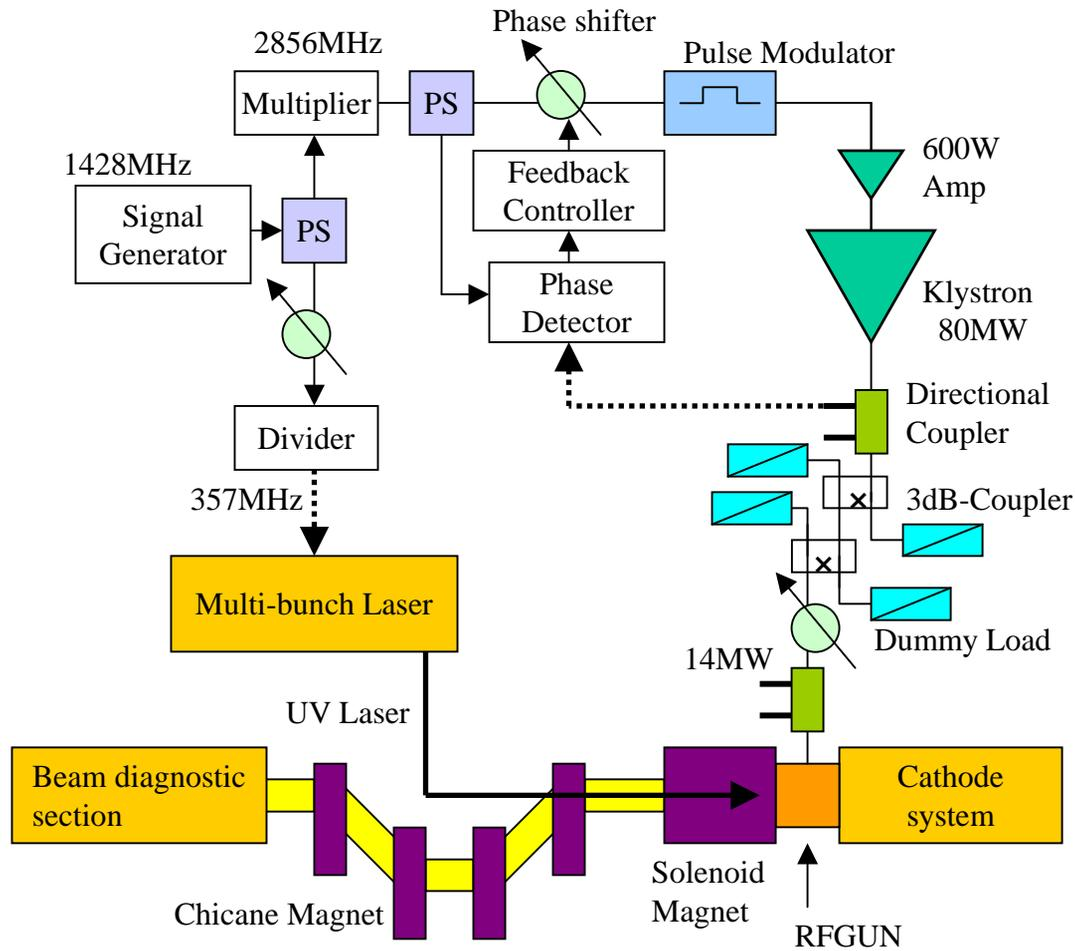 Phase shifter
2856MHz
Pulse Modulator
Multiplier
PS
1428MHz
600W
Amp
Feedback
Controller
Signal
Generator
PS
Phase
Detector
Klystron
80MW
Directional
Coupler
Divider
357MHz
3dB-Coupler
Multi-bunch Laser
Dummy Load
14MW
UV Laser
Beam diagnostic
section
Cathode
system
Solenoid
Magnet
Chicane Magnet
RFGUN